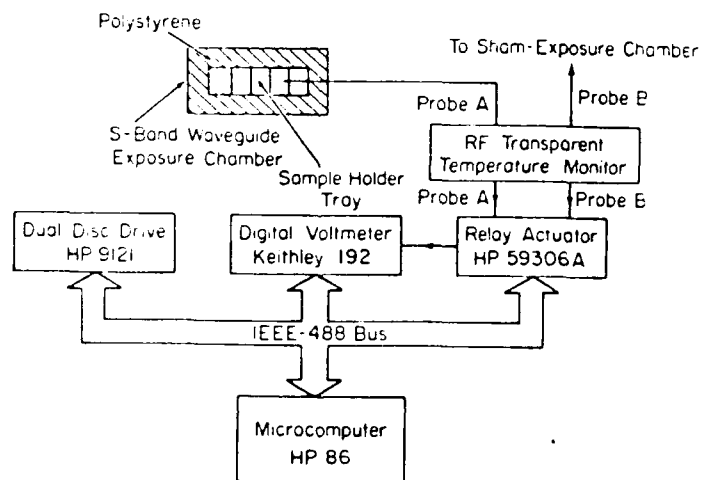 Polystyrene
To Sham-Exposure Chamber
Probe A
Probe B
S-Band Waveguide
Exposure Chamber
RF Transparent
Temperature Monitor
Sample Holder
Tray
Probe A
Probe B
Dual Disc Drive
HP 9121
Digital Voltmeter
Keithley 192
Relay Actuator
HP 59306A
IEEE-488 Bus
Microcomputer
HP 86